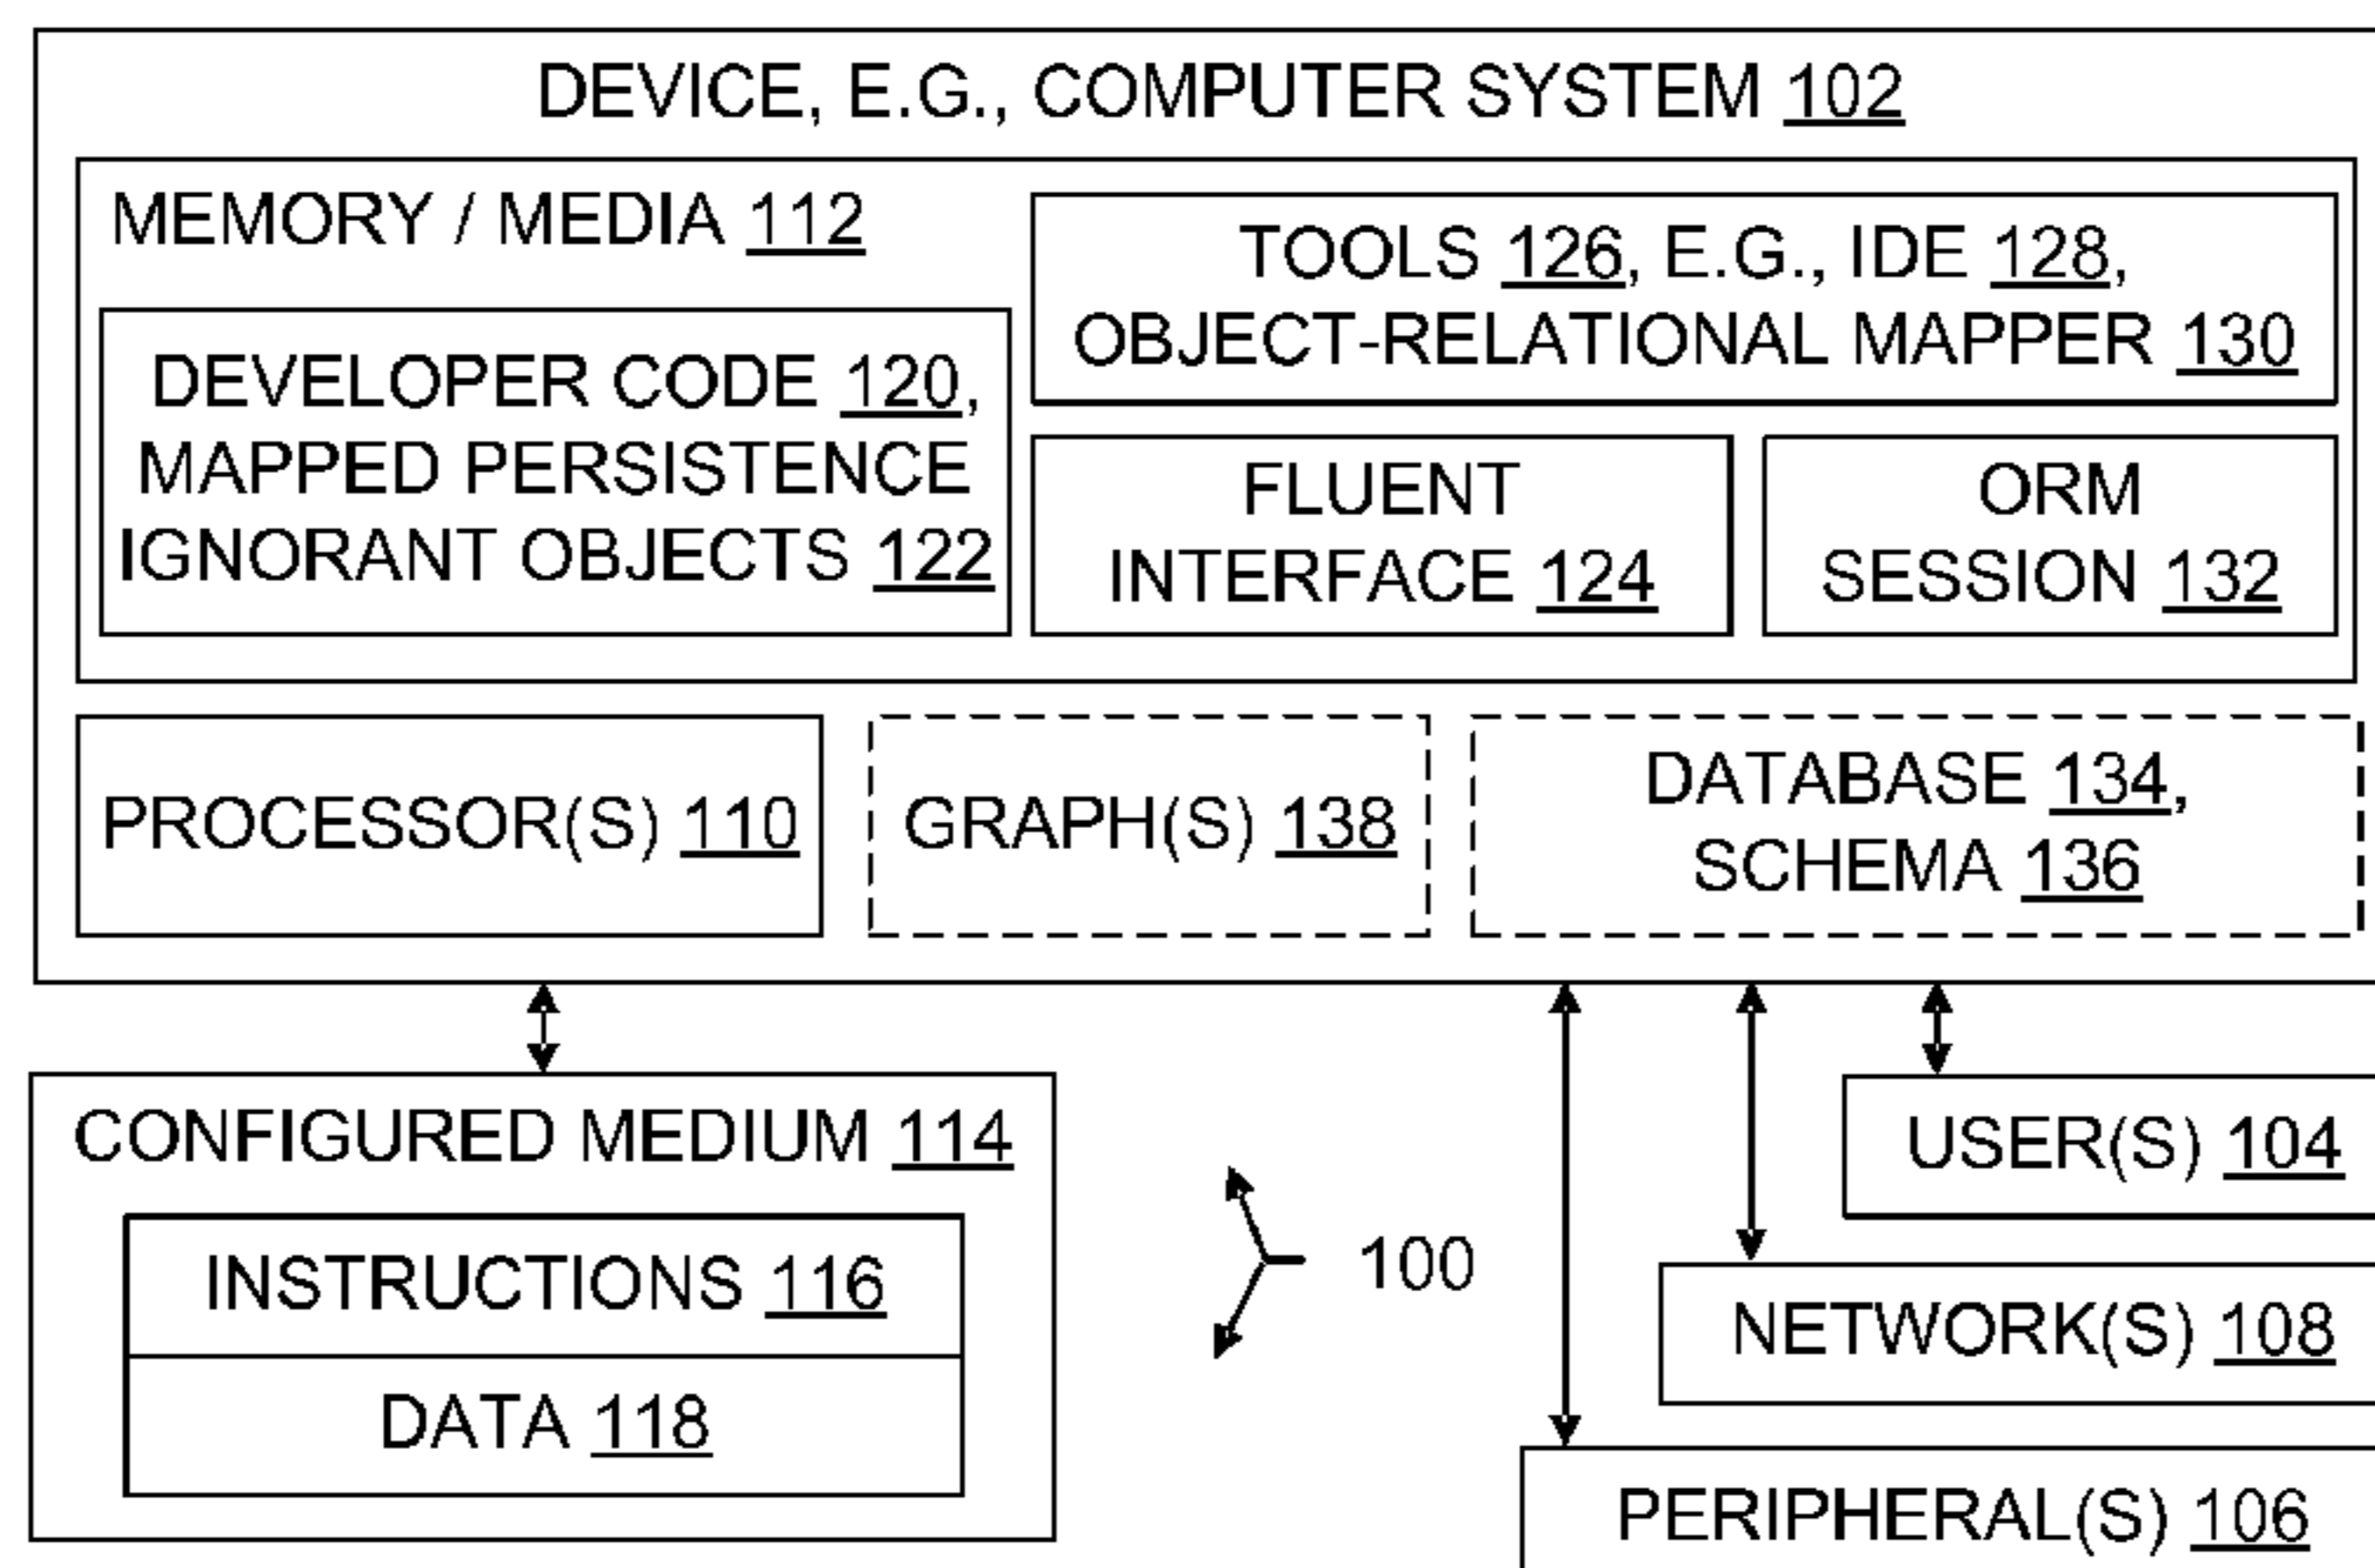 DEVICE, E.G., COMPUTER SYSTEM 102
MEMORY / MEDIA 112
DEVELOPER CODE 120,
MAPPED PERSISTENCE
IGNORANT OBJECTS 122
TOOLS 126, E.G., IDE 128,
OBJECT-RELATIONAL MAPPER 130
FLUENT
INTERFACE 124
ORM
SESSION 132
PROCESSOR(S) 110
GRAPH(S) 138
DATABASE 134,
SCHEMA 136
CONFIGURED MEDIUM 114
INSTRUCTIONS 116
DATA 118
100
USER(S) 104
NETWORK(S) 108
PERIPHERAL(S) 106